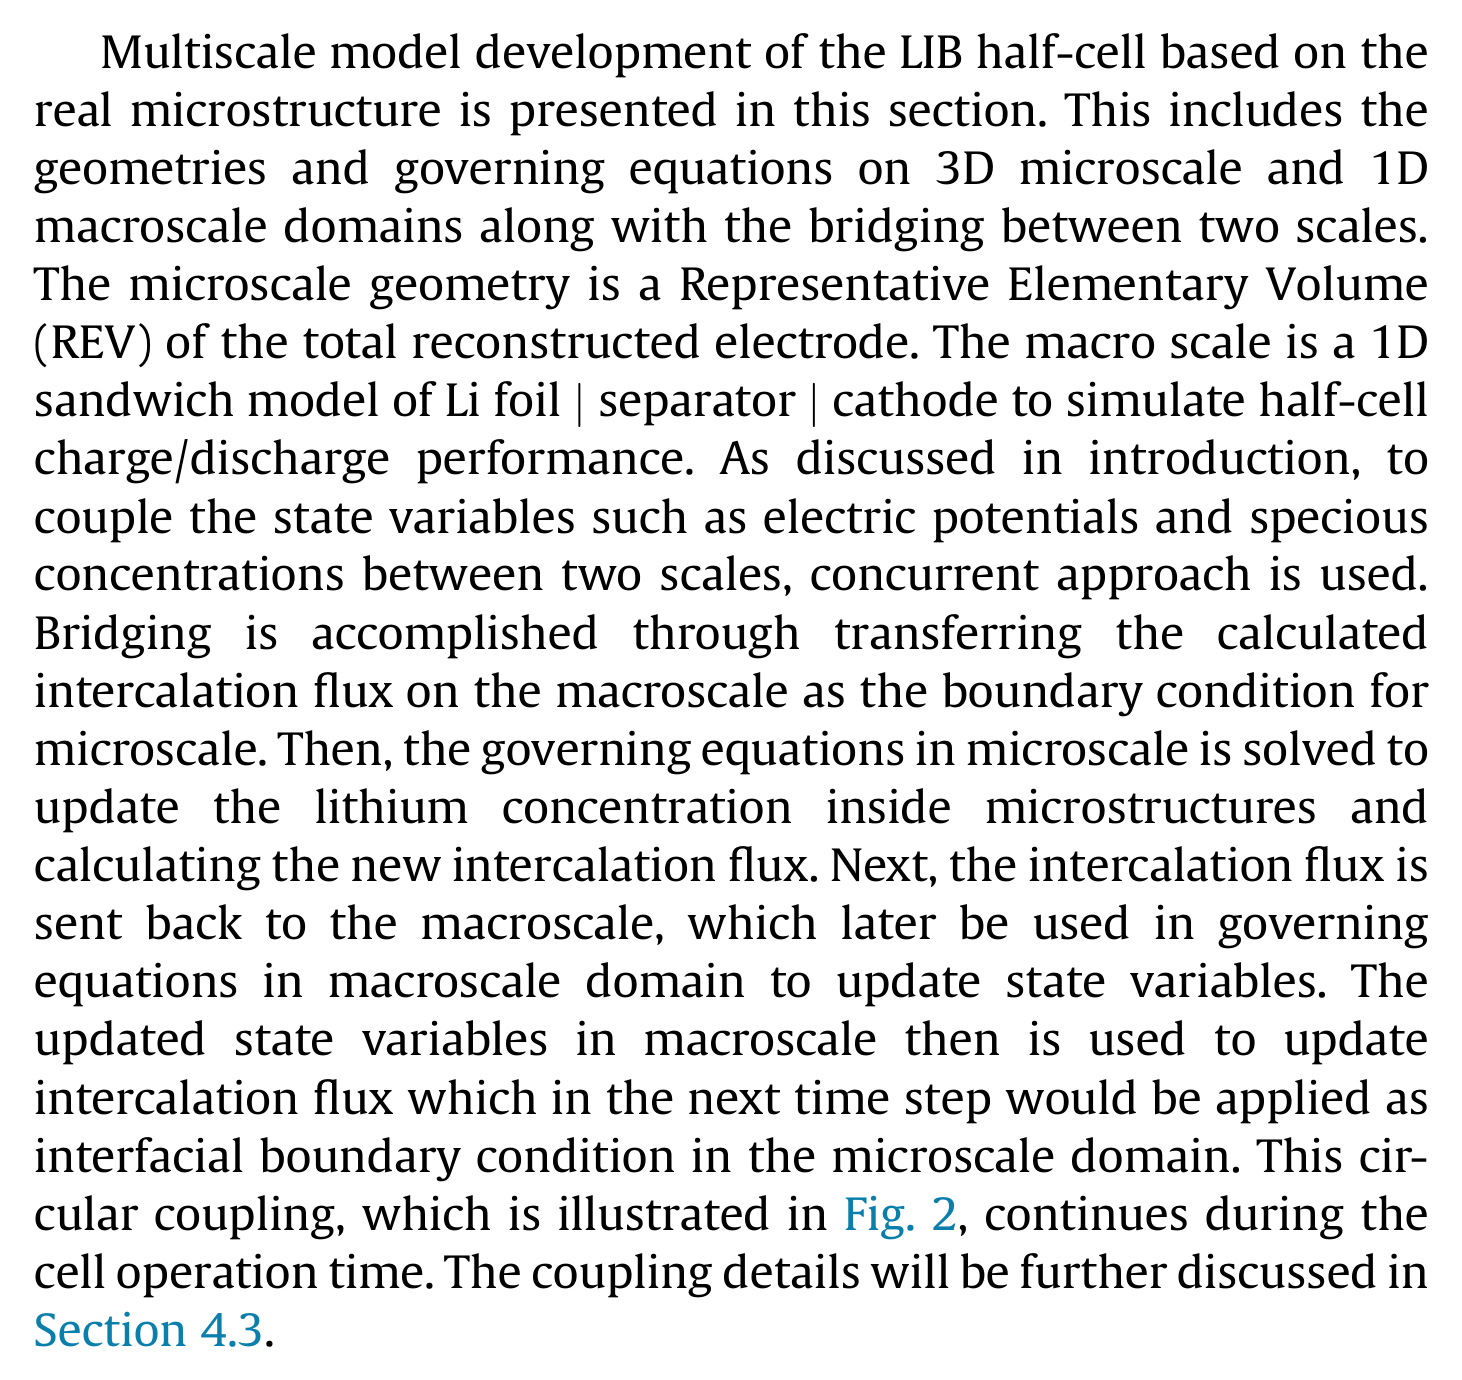 Multiscale model development of the LIB half-cell based on the
real microstructure is presented in this section. This includes the
geometries and governing equations on 3D microscale and 1D
macroscale domains along with the bridging between two scales.
The microscale geometry is a Representative Elementary Volume
(REV) of the total reconstructed electrode. The macro scale is a 1D
sandwich model of Li foil | separator | cathode to simulate half-cell
charge/discharge performance. As discussed in introduction, to
couple the state variables such as electric potentials and specious
concentrations between two scales, concurrent approach is used.
Bridging is accomplished through transferring the calculated
intercalation flux on the macroscale as the boundary condition for
microscale. Then, the governing equations in microscale is solved to
update the lithium concentration inside microstructures and
calculating the new intercalation flux. Next, the intercalation flux is
sent back to the macroscale, which later be used in governing
equations in macroscale domain to update state variables. The
updated state variables in macroscale then is used to update
intercalation flux which in the next time step would be applied as
interfacial boundary condition in the microscale domain. This cir-
cular coupling, which is illustrated in Fig. 2, continues during the
cell operation time. The coupling details will be further discussed in
Section 4.3.